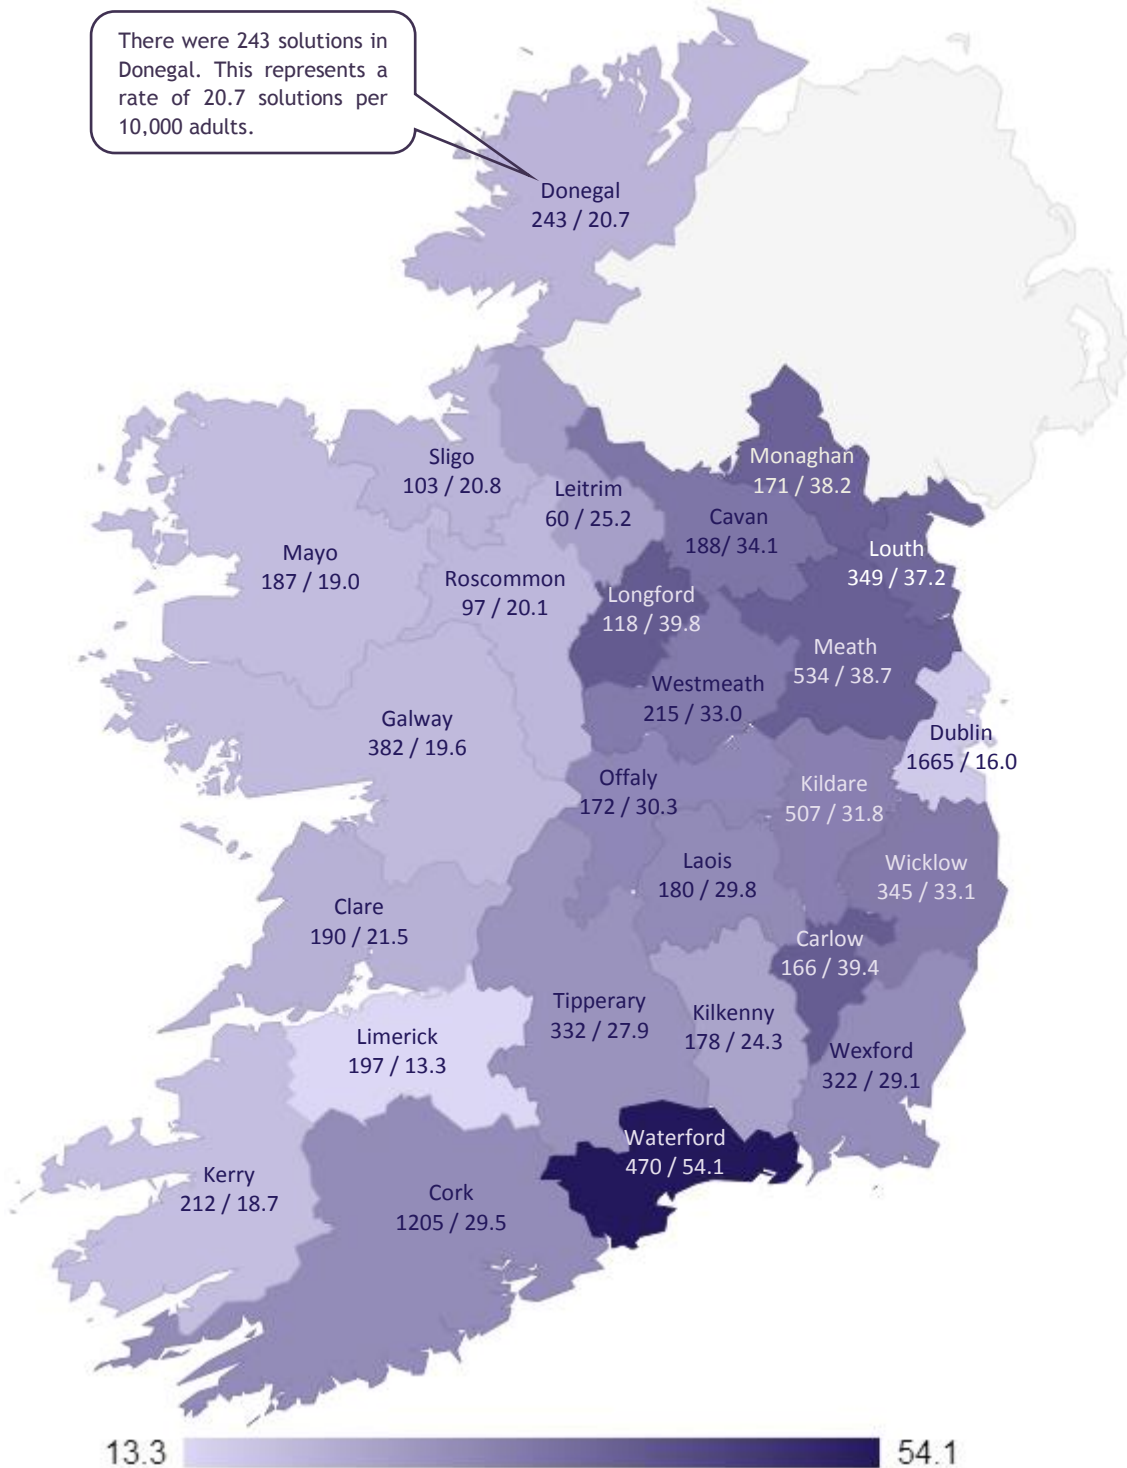 There were 243 solutions in
Donegal. This represents a
rate of 20.7 solutions per
10,000 adults.
Donegal
243 / 20.7
Monaghan
171 / 38.2
Sligo
103 / 20.8
Leitrim
60 / 25.2
Cavan
188/ 34.1
Louth
349 / 37.2
Mayo
187 / 19.0
Roscommon
97 / 20.1
Longford
118 / 39.8
Meath
534 / 38.7
Westmeath
215 / 33.0
Galway
382 / 19.6
Dublin
1665 / 16.0
Offaly
172 / 30.3
Kildare
507 / 31.8
Laois
180 / 29.8
Wicklow
345 / 33.1
Clare
190 / 21.5
Carlow
166 / 39.4
Tipperary
332 / 27.9
Kilkenny
178 / 24.3
Limerick
197 / 13.3
Wexford
322 / 29.1
Waterford
470 / 54.1
Kerry
212 / 18.7
Cork
1205 / 29.5
13.3
54.1